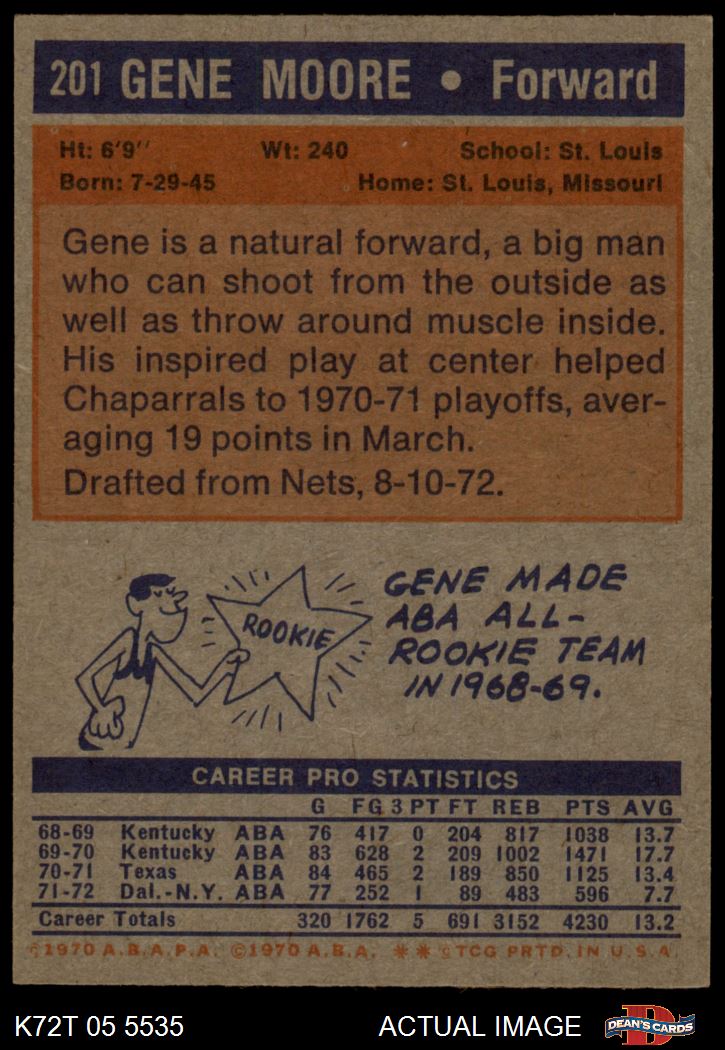 201 GENE MOORE • Forward
Ht: 6'9'' Wt: 240 School: St. Louis
Born: 7-29-45 Home: St. Louis, Missouri
Gene is a natural forward, a big man
who can shoot from the outside as
well as throw around muscle inside.
His inspired play at center helped
Chaparrals to 1970-71 playoffs, aver-
aging 19 points in March.
Drafted from Nets, 8-10-72.
ROOKIE
GENE MADE
ABA ALL-
ROOKIE TEAM
IN 1968-69.
CAREER PRO STATISTICS
G FG 3 PT FT REB PTS AVG
68-69 Kentucky ABA 76 417 0 204 817 1038 13.7
69-70 Kentucky ABA 83 628 2 209 1002 1471 17.7
70-71 Texas ABA 84 465 2 189 850 1125 13.4
71-72 Dal.-N.Y. ABA 77 252 1 89 483 596 7.7
Career Totals 320 1762 5 691 3152 4230 13.2
©1970 A.B.A.P.A. ©1970 A.B.A. ** ©TCG PRTD. IN U.S.A.
K72T 05 5535 ACTUAL IMAGE D DEAN'S CARDS